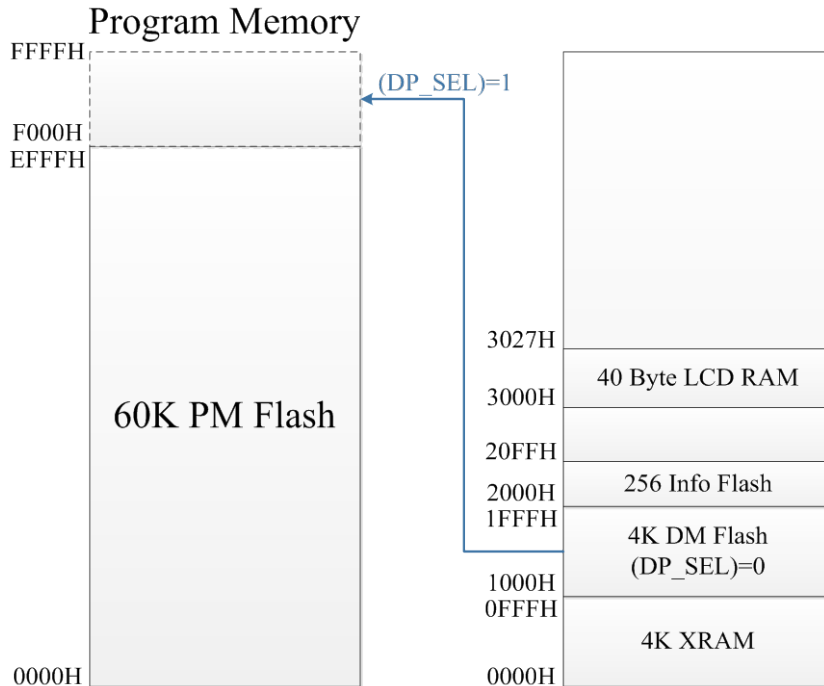 Program Memory
FFFFH
(DP_SEL)=1
F000H
EFFFH
60K PM Flash
0000H
3027H
40 Byte LCD RAM
3000H
20FFH
256 Info Flash
2000H
1FFFH
4K DM Flash
(DP_SEL)=0
1000H
0FFFH
4K XRAM
0000H